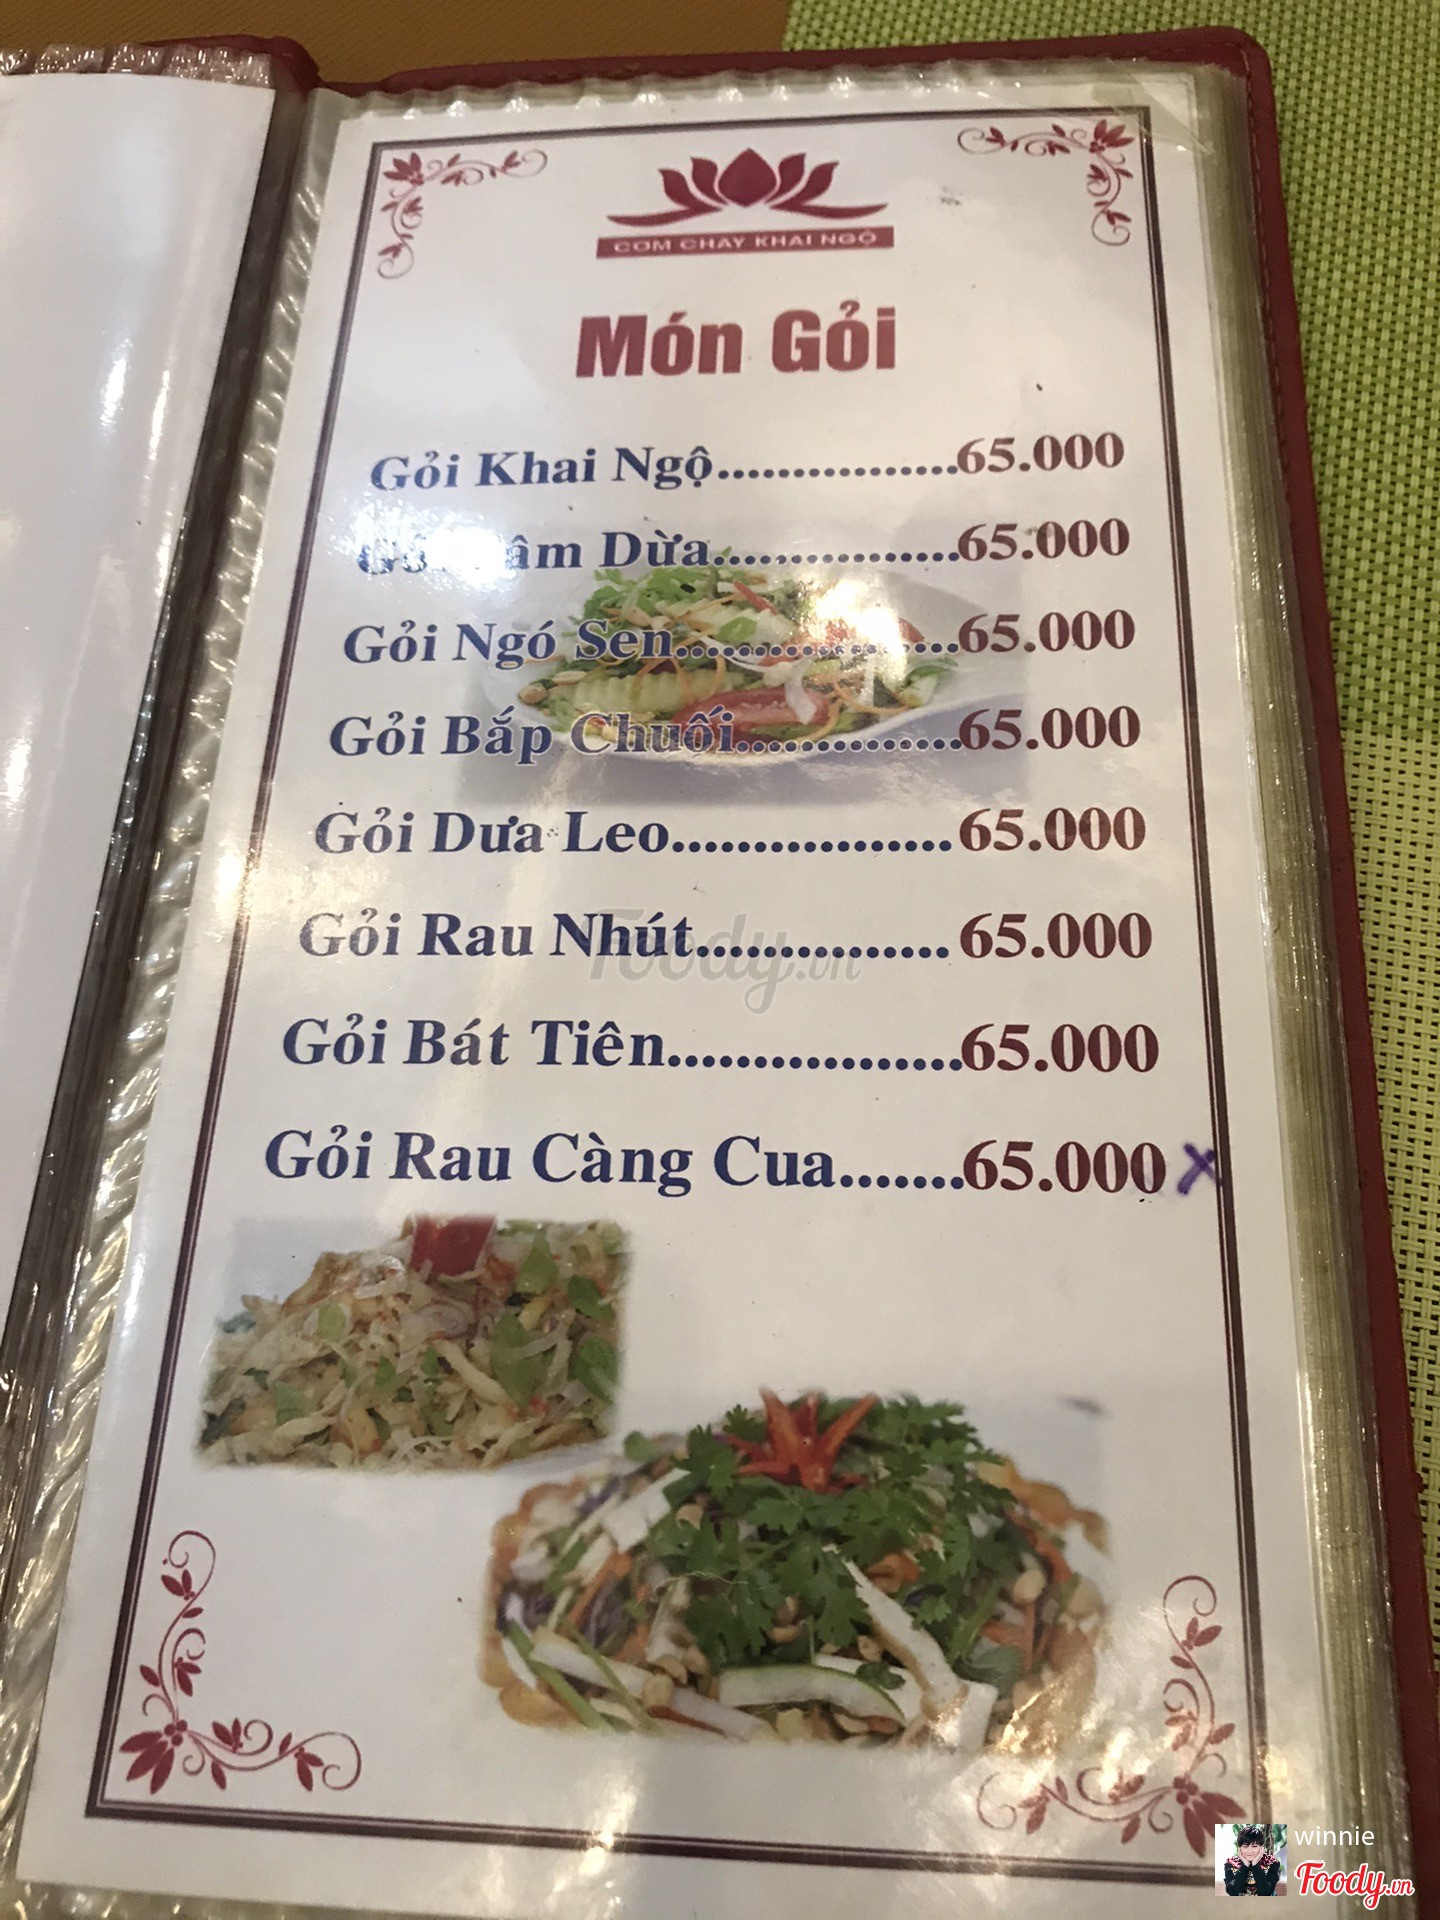 CƠM CHAY KHAI NGỘ
Món Gỏi
Gỏi Khai Ngộ................65.000
Dừa.................65.000
Gỏi Ngó Sen...................65.000
Gỏi Bắp Chuối...............65.000
Gỏi Dưa Leo.................65.000
Gỏi Rau Nhút................65.000
Gỏi Bát Tiên..................65.000
Gỏi Rau Càng Cua.......65.000 x
Foody.vn
winnie
Foody.vn